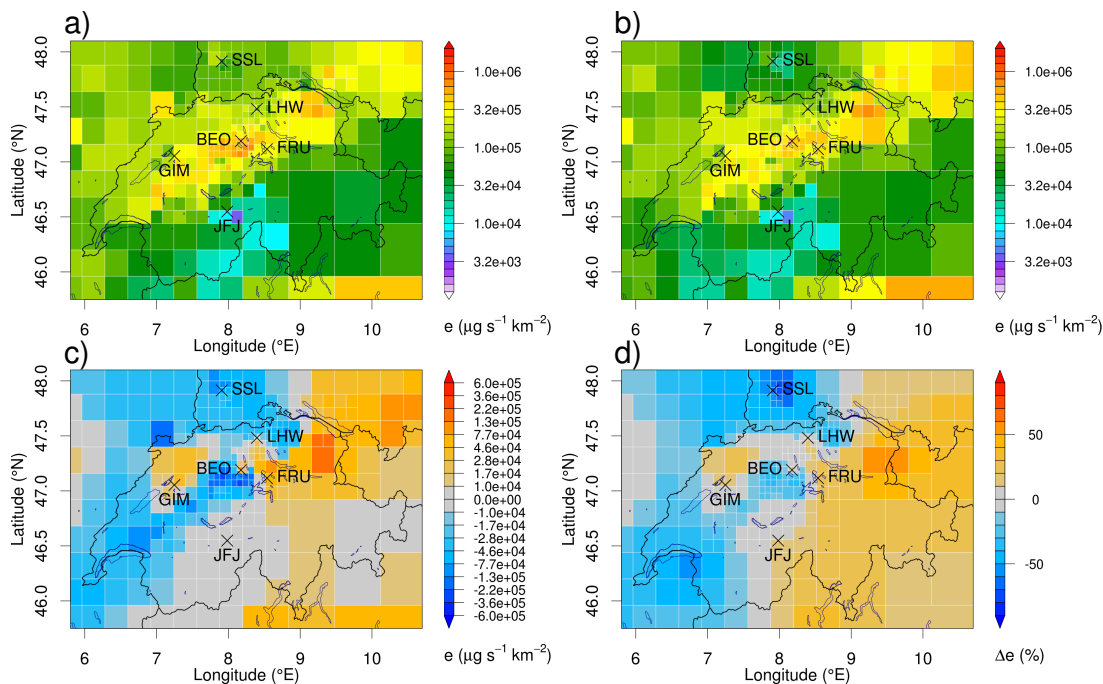 a)
b)
48.0
47.5
47.0
46.5
46.0
Latitude (°N)
SSL
LHW
BEO
FRU
GIM
JFJ
6 7 8 9 10
Longitude (°E)
1.0e+06
3.2e+05
1.0e+05
3.2e+04
1.0e+04
3.2e+03
e (μg s⁻¹ km⁻²)
48.0
47.5
47.0
46.5
46.0
Latitude (°N)
SSL
LHW
BEO
FRU
GIM
JFJ
6 7 8 9 10
Longitude (°E)
1.0e+06
3.2e+05
1.0e+05
3.2e+04
1.0e+04
3.2e+03
e (μg s⁻¹ km⁻²)
c)
d)
48.0
47.5
47.0
46.5
46.0
Latitude (°N)
SSL
LHW
BEO
FRU
GIM
JFJ
6 7 8 9 10
Longitude (°E)
6.0e+05
3.6e+05
2.2e+05
1.3e+05
7.7e+04
4.6e+04
2.8e+04
1.7e+04
0.0e+00
-1.0e+04
-1.7e+04
-2.8e+04
-4.6e+04
-7.7e+04
-1.3e+05
-2.2e+05
-3.6e+05
-6.0e+05
e (μg s⁻¹ km⁻²)
48.0
47.5
47.0
46.5
46.0
Latitude (°N)
SSL
LHW
BEO
FRU
GIM
JFJ
6 7 8 9 10
Longitude (°E)
50
0
-50
Δe (%)